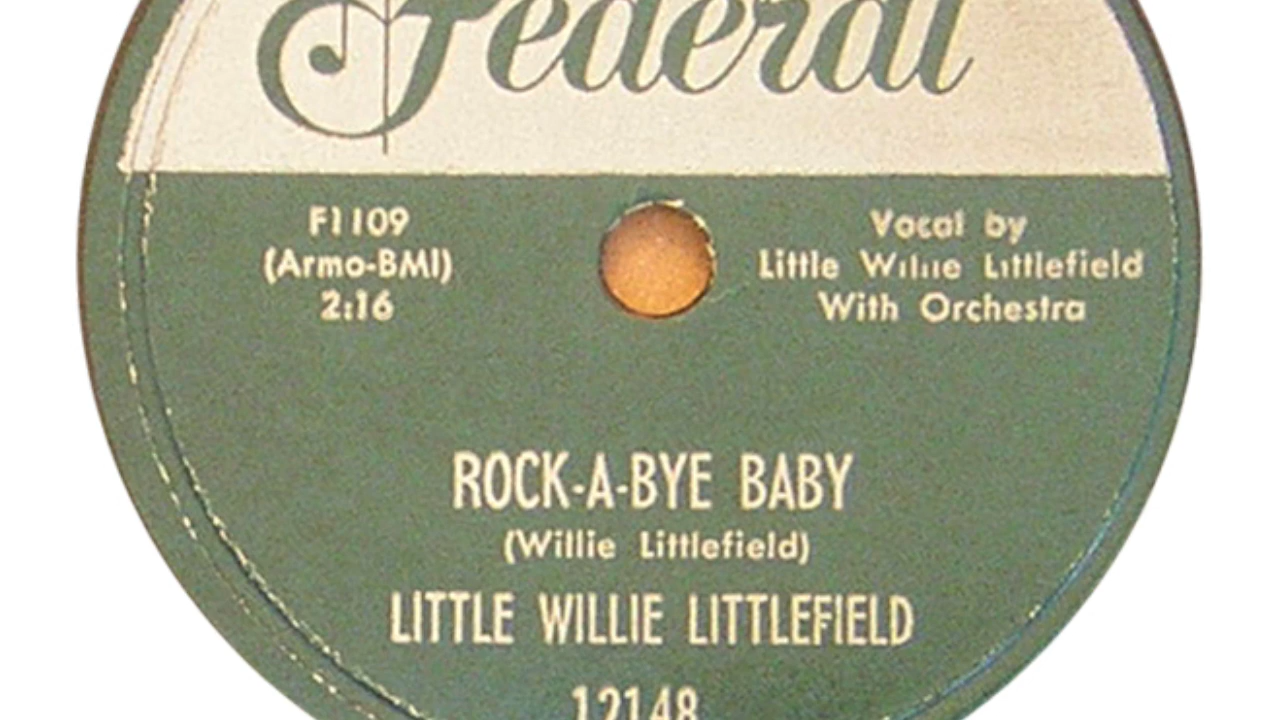 Federal
F1109
(Armo-BMI)
2:16
Vocal by
Little Willie Littlefield
With Orchestra
ROCK-A-BYE BABY
(Willie Littlefield)
LITTLE WILLIE LITTLEFIELD
12148